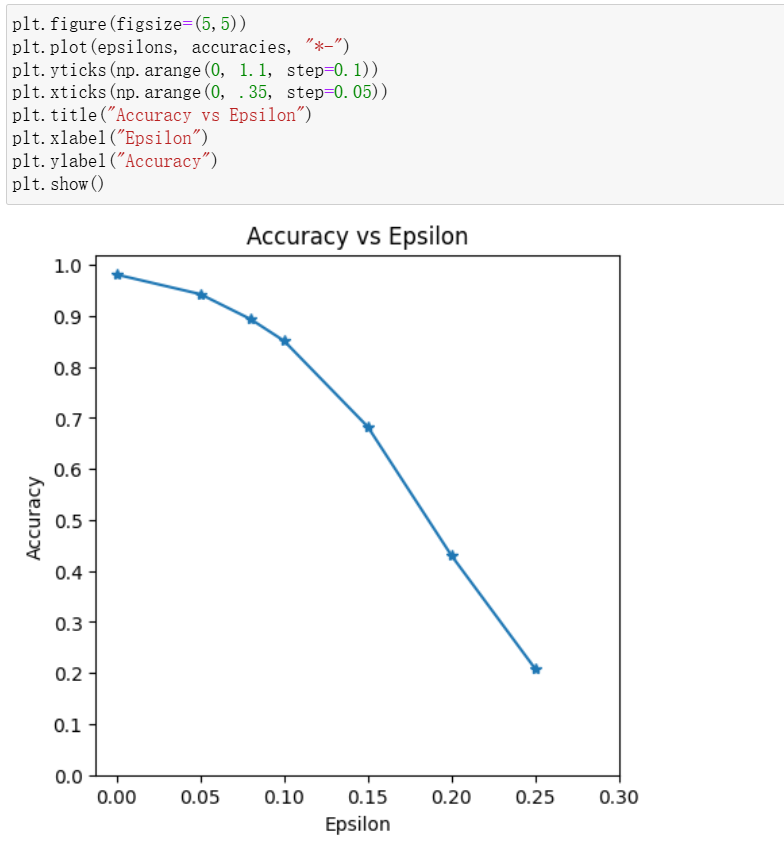 plt.figure(figsize=(5,5))
plt.plot(epsilons, accuracies, "*-")
plt.yticks(np.arange(0, 1.1, step=0.1))
plt.xticks(np.arange(0, .35, step=0.05))
plt.title("Accuracy vs Epsilon")
plt.xlabel("Epsilon")
plt.ylabel("Accuracy")
plt.show()
Accuracy vs Epsilon
1.0
0.9
0.8
0.7
0.6
0.5
0.4
0.3
0.2
0.1
0.0
Accuracy
0.00 0.05 0.10 0.15 0.20 0.25 0.30
Epsilon